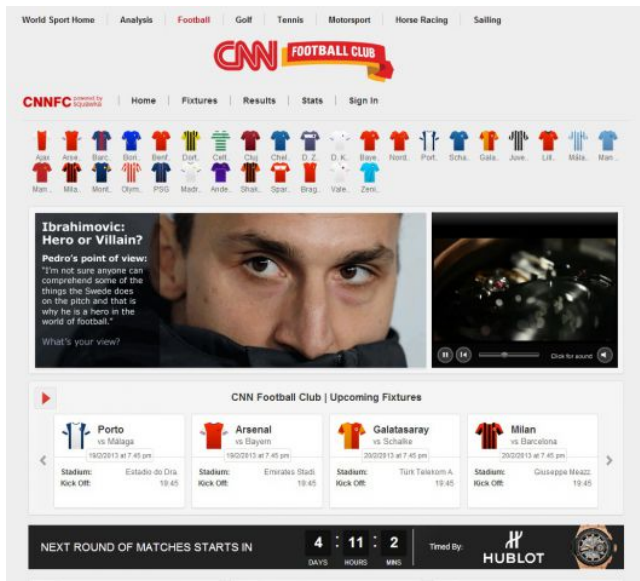 World Sport Home Analysis Football Golf Tennis Motorsport Horse Racing Sailing
CNN FOOTBALL CLUB
CNNFC powered by squawka Home Fixtures Results Stats Sign In
Ajax Arse.. Barc.. Bori.. Benf.. Dort.. Celt.. Cluj Chel.. D. Z.. D. K.. Baye.. Nord.. Port.. Scha.. Gala.. Juve.. Lill.. Mála.. Man..
Man.. Mila.. Mont.. Olym.. PSG Madr.. Ande.. Shak.. Spar.. Brag.. Vale.. Zeni..
Ibrahimovic:
Hero or Villain?
Pedro's point of view:
"I'm not sure anyone can
comprehend some of the
things the Swede does
on the pitch and that is
why he is a hero in the
world of football."
What's your view?
Click for sound
CNN Football Club | Upcoming Fixtures
Porto
vs Málaga
19/2/2013 at 7.45 pm
Stadium: Estadio do Dra
Kick Off: 19:45
Arsenal
vs Bayern
19/2/2013 at 7.45 pm
Stadium: Emirates Stadi
Kick Off: 19:45
Galatasaray
vs Schalke
20/2/2013 at 7.45 pm
Stadium: Türk Telekom A
Kick Off: 19:45
Milan
vs Barcelona
20/2/2013 at 7.45 pm
Stadium: Giuseppe Meazz
Kick Off: 19:45
NEXT ROUND OF MATCHES STARTS IN 4 : 11 : 2 Timed By: HUBLOT
DAYS HOURS MINS